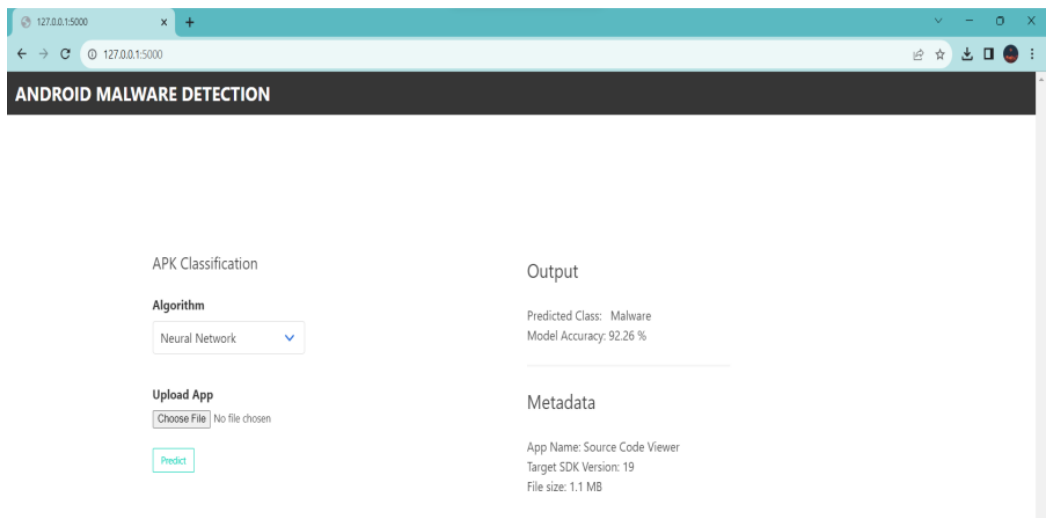 127.0.0.1:5000
127.0.0.1:5000
ANDROID MALWARE DETECTION
APK Classification
Algorithm
Neural Network
Upload App
Choose File No file chosen
Predict
Output
Predicted Class: Malware
Model Accuracy: 92.26 %
Metadata
App Name: Source Code Viewer
Target SDK Version: 19
File size: 1.1 MB